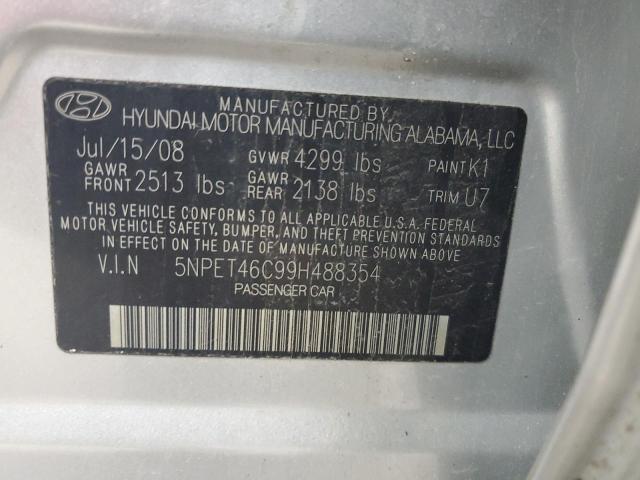 MANUFACTURED BY
HYUNDAI MOTOR MANUFACTURING ALABAMA, LLC
Jul/15/08 GVWR 4299 lbs PAINT K1
GAWR FRONT 2513 lbs GAWR REAR 2138 lbs TRIM U7
THIS VEHICLE CONFORMS TO ALL APPLICABLE U.S.A. FEDERAL
MOTOR VEHICLE SAFETY, BUMPER, AND THEFT PREVENTION STANDARDS
IN EFFECT ON THE DATE OF MANUFACTURE SHOWN ABOVE.
V.I.N 5NPET46C99H488354
PASSENGER CAR